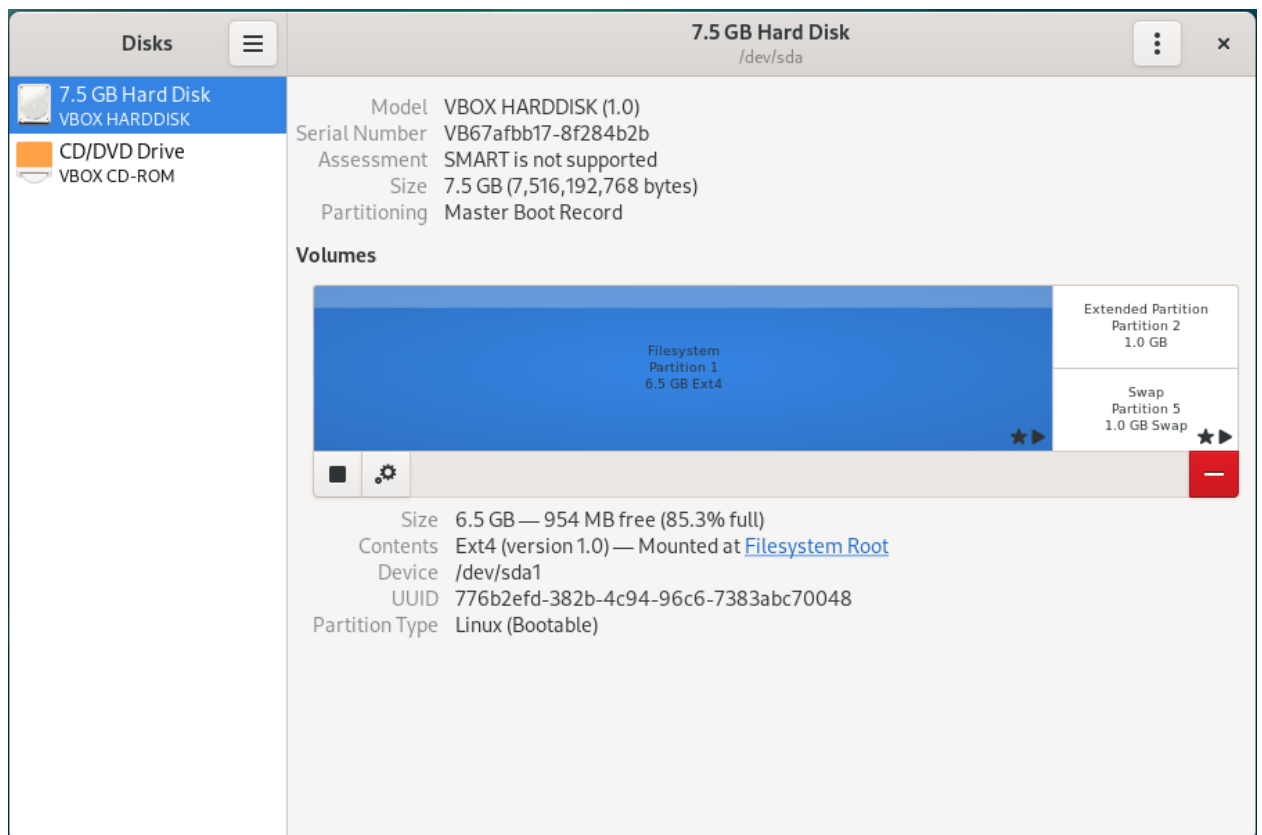 Disks
7.5 GB Hard Disk
/dev/sda
7.5 GB Hard Disk
VBOX HARDDISK
CD/DVD Drive
VBOX CD-ROM
Model VBOX HARDDISK (1.0)
Serial Number VB67afbb17-8f284b2b
Assessment SMART is not supported
Size 7.5 GB (7,516,192,768 bytes)
Partitioning Master Boot Record
Volumes
Filesystem
Partition 1
6.5 GB Ext4
Extended Partition
Partition 2
1.0 GB
Swap
Partition 5
1.0 GB Swap
Size 6.5 GB — 954 MB free (85.3% full)
Contents Ext4 (version 1.0) — Mounted at Filesystem Root
Device /dev/sda1
UUID 776b2efd-382b-4c94-96c6-7383abc70048
Partition Type Linux (Bootable)